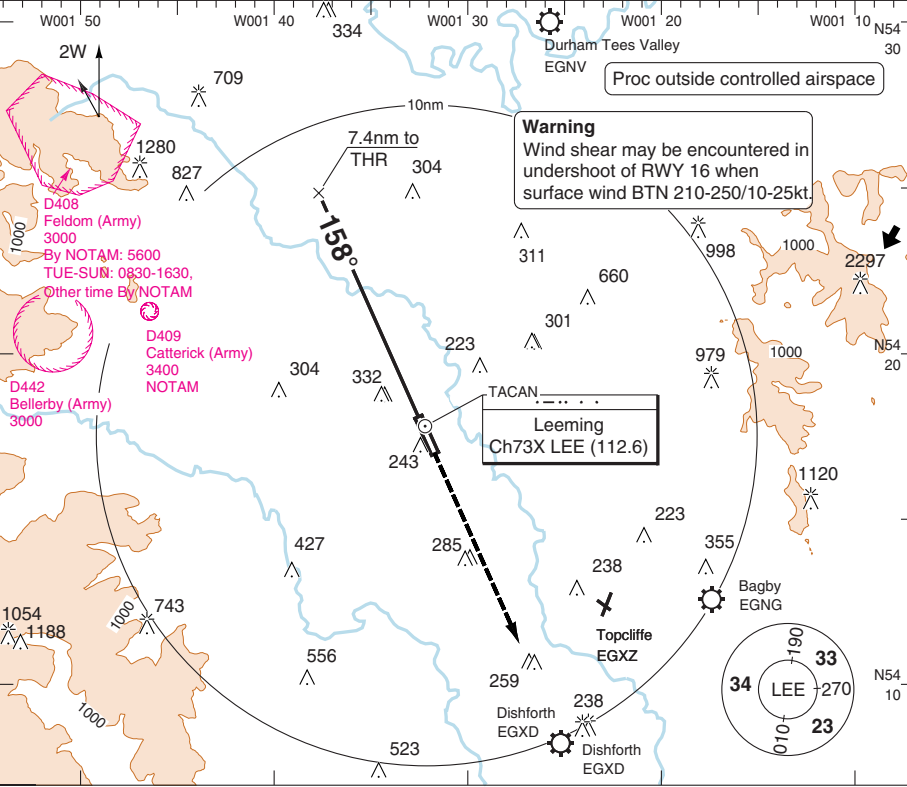 W001 50
W001 40
W001 30
W001 20
W001 10
N54
30
334
Durham Tees Valley
EGNV
2W
709
Proc outside controlled airspace
10nm
Warning
Wind shear may be encountered in
undershoot of RWY 16 when
surface wind BTN 210-250/10-25kt.
7.4nm to
THR
1280
827
304
D408
Feldom (Army)
3000
By NOTAM: 5600
TUE-SUN: 0830-1630,
Other time By NOTAM
1000
158°
311
998
1000
2297
660
301
D409
Catterick (Army)
3400
NOTAM
D442
Bellerby (Army)
3000
223
979
1000
N54
20
304
332
TACAN
Leeming
Ch73X LEE (112.6)
243
1120
223
427
285
355
238
Bagby
EGNG
1000
743
1054
1188
Topcliffe
EGXZ
556
259
190
33
34
LEE
270
010
23
N54
10
1000
238
Dishforth
EGXD
Dishforth
EGXD
523